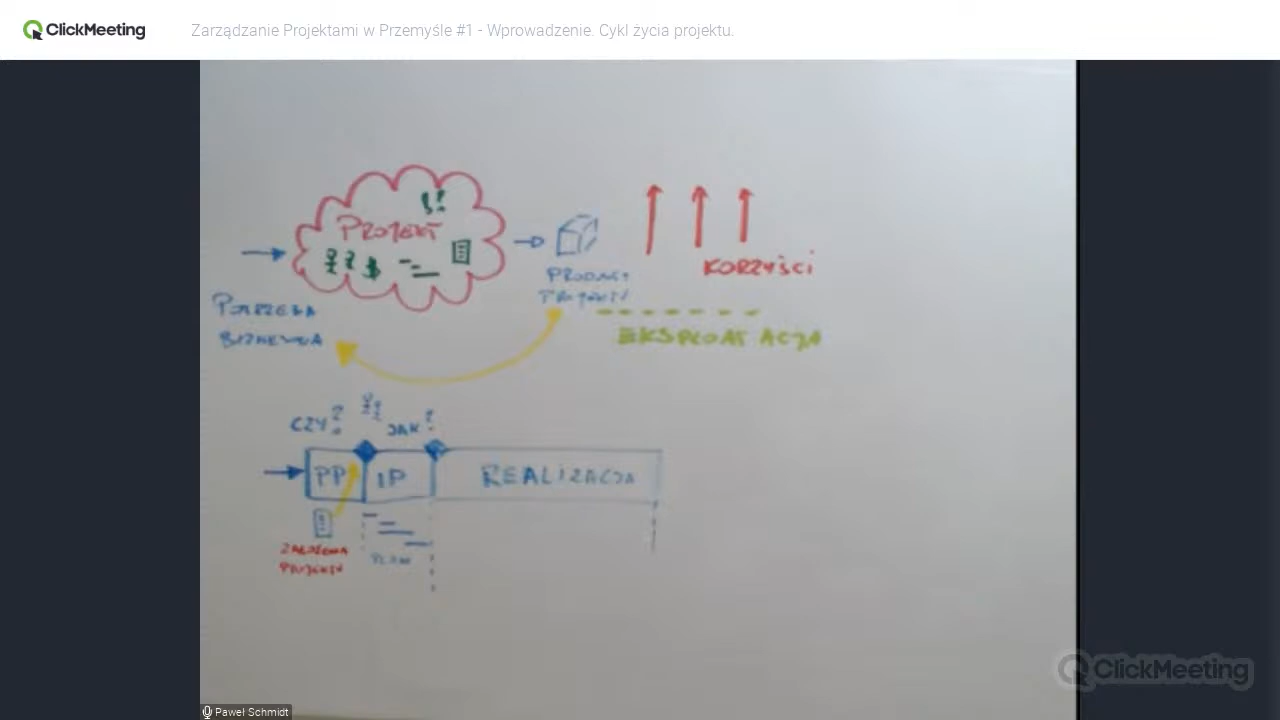 ClickMeeting
Zarządzanie Projektami w Przemyśle #1 - Wprowadzenie. Cykl życia projektu.
PROJEKT
!?
$
KORZYŚCI
PRODUKT
PROJEKTU
POTRZEBA
BIZNESOWA
EKSPLOATACJA
CZY?
JAK?
PP
IP
REALIZACJA
ZAŁOŻENIA
PROJEKTU
PLAN
ClickMeeting
Paweł Schmidt